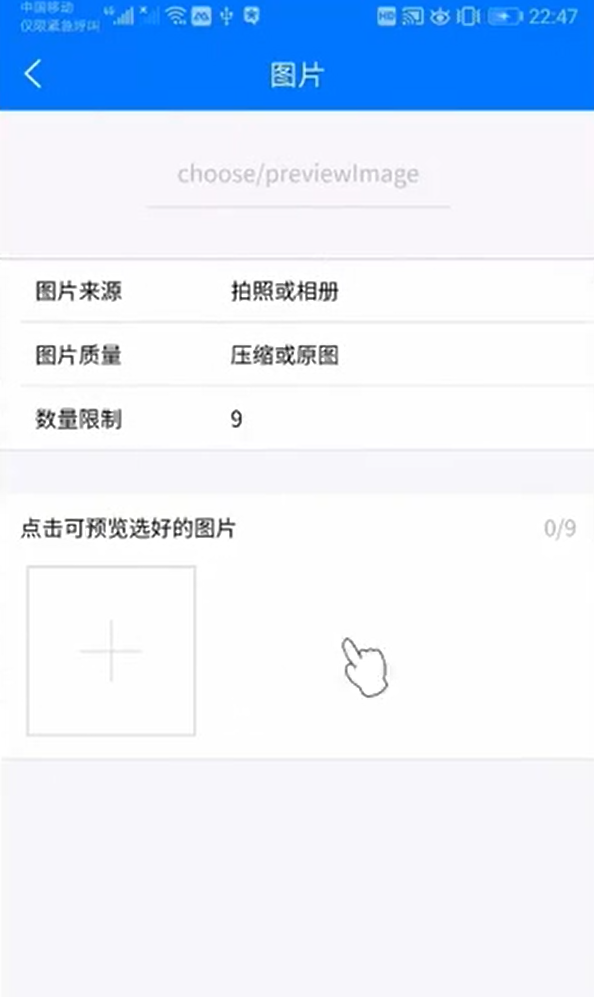 中国移动
仅限紧急呼叫
4G
HD
22:47
图片
choose/previewImage
图片来源 拍照或相册
图片质量 压缩或原图
数量限制 9
点击可预览选好的图片 0/9